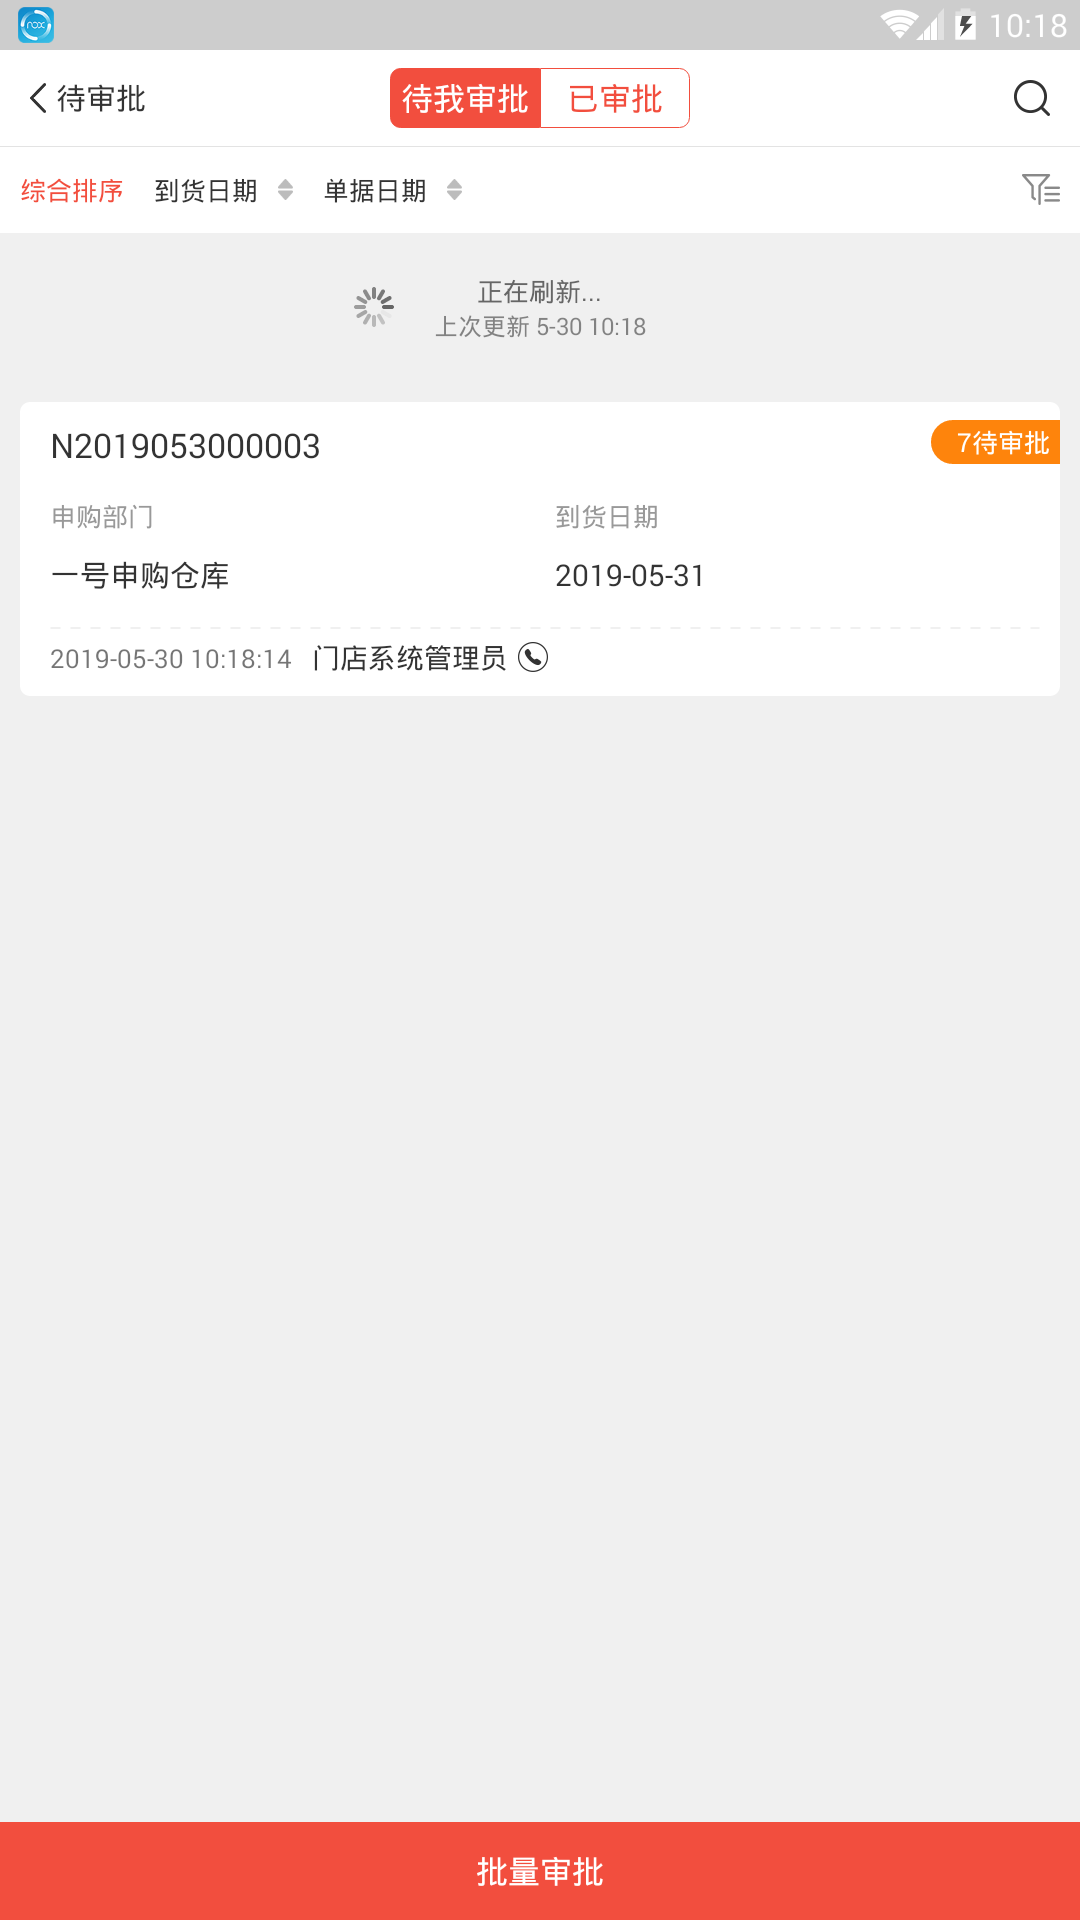 10:18
待审批
待我审批
已审批
综合排序
到货日期
单据日期
正在刷新...
上次更新 5-30 10:18
N2019053000003
7待审批
申购部门
到货日期
一号申购仓库
2019-05-31
2019-05-30 10:18:14
门店系统管理员
批量审批